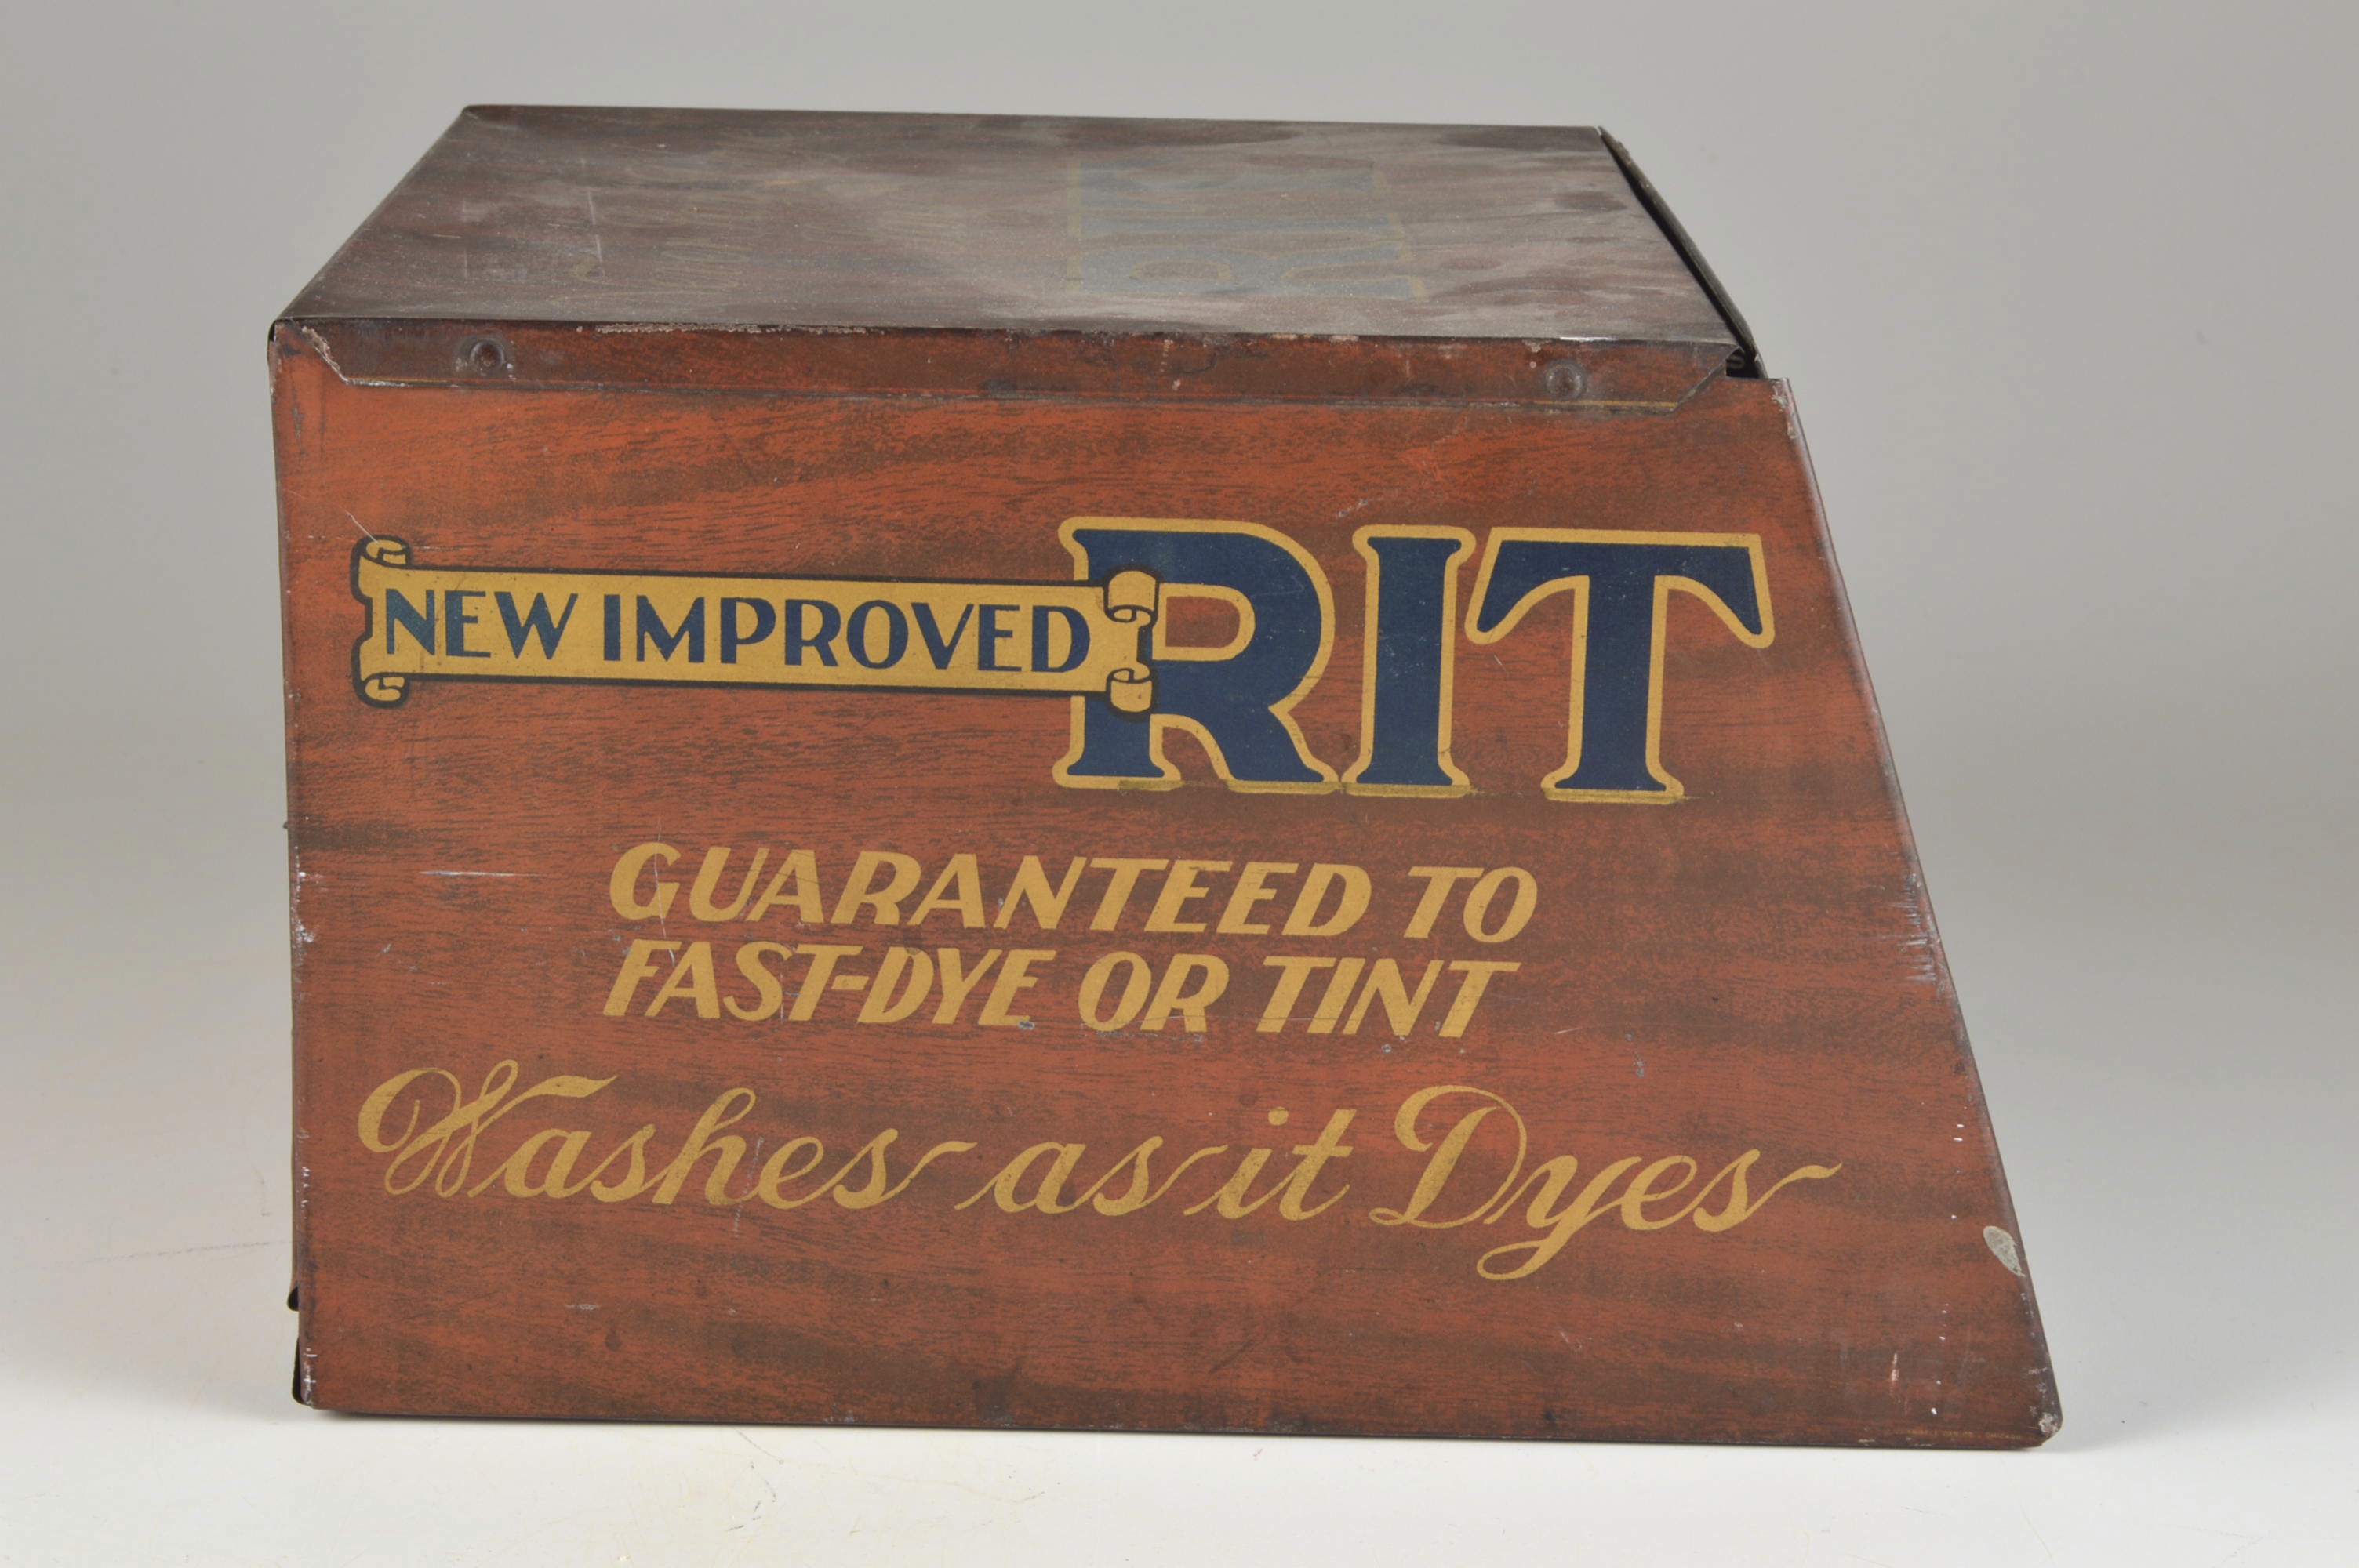 NEW IMPROVED RIT
GUARANTEED TO
FAST-DYE OR TINT
Washes as it Dyes